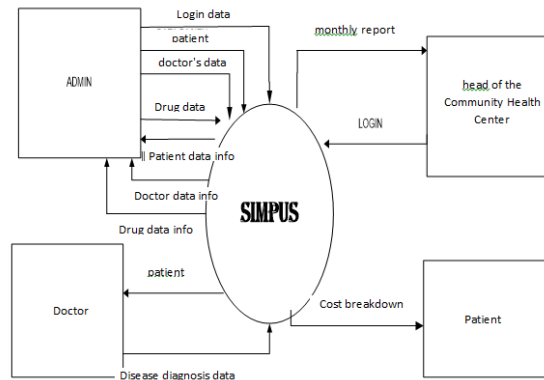 Login data
patient
doctor's data
ADMIN
Drug data
Patient data info
Doctor data info
Drug data info
monthly report
head of the
Community Health
Center
LOGIN
SIMPUS
patient
Doctor
Disease diagnosis data
Cost breakdown
Patient